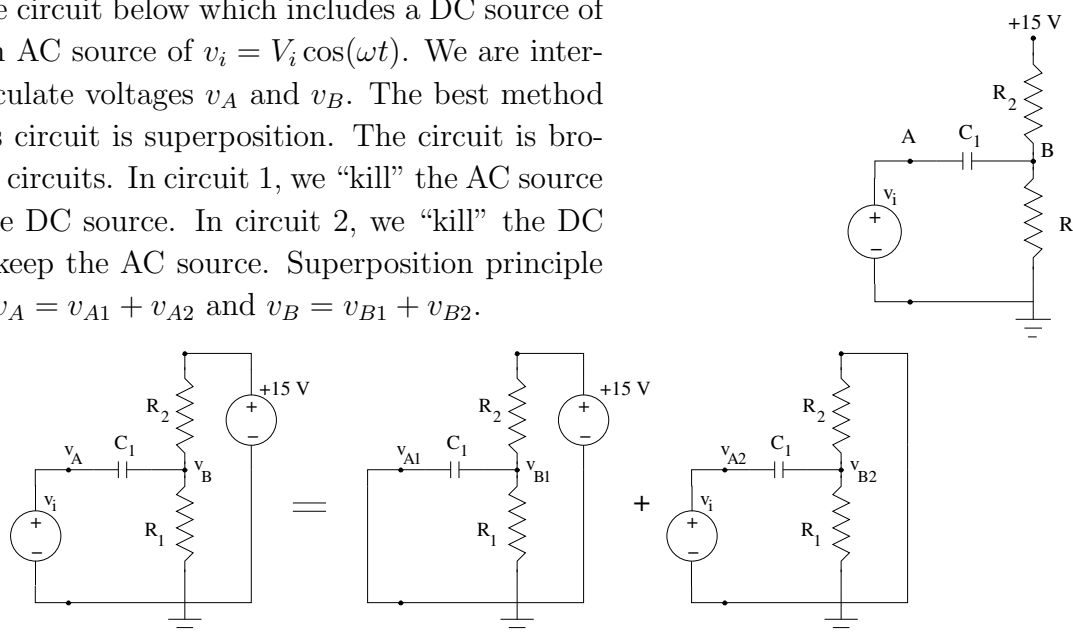 e circuit below which includes a DC source of
n AC source of v_i = V_i cos(ωt). We are inter-
culate voltages v_A and v_B. The best method
s circuit is superposition. The circuit is bro-
circuits. In circuit 1, we “kill” the AC source
e DC source. In circuit 2, we “kill” the DC
keep the AC source. Superposition principle
v_A = v_A1 + v_A2 and v_B = v_B1 + v_B2.
+15 V
R_2
A
C_1
B
v_i
+
−
R
+15 V
R_2
+
−
v_A
C_1
v_B
v_i
+
−
R_1
=
+15 V
R_2
+
−
v_A1
C_1
v_B1
R_1
+
R_2
v_A2
C_1
v_B2
v_i
+
−
R_1